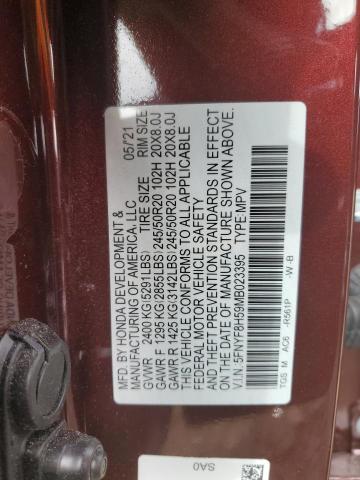 MFD. BY HONDA DEVELOPMENT & 05/'21
MANUFACTURING OF AMERICA, LLC
GVWR 2400 KG(5291LBS) TIRE SIZE RIM SIZE
GAWR F 1295 KG(2855LBS) 245/50R20 102H 20X8.0J
GAWR R 1425 KG(3142LBS) 245/50R20 102H 20X8.0J
THIS VEHICLE CONFORMS TO ALL APPLICABLE
FEDERAL MOTOR VEHICLE SAFETY
AND THEFT PREVENTION STANDARDS IN EFFECT
ON THE DATE OF MANUFACTURE SHOWN ABOVE.
V.I.N. 5FNYF8H59MB023395 TYPE:MPV
TGS M AC6 -R561P -W -B
SA0